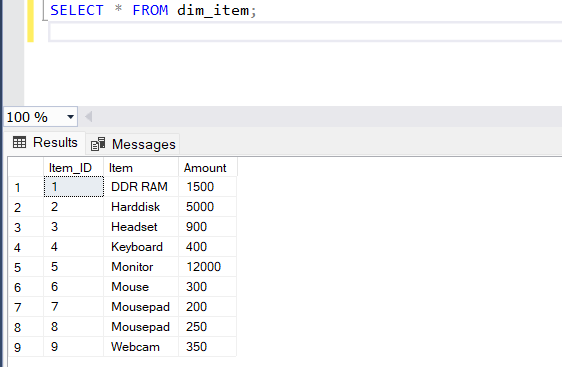 SELECT * FROM dim_item;
100 %
Results Messages
Item_ID Item Amount
1 1 DDR RAM 1500
2 2 Harddisk 5000
3 3 Headset 900
4 4 Keyboard 400
5 5 Monitor 12000
6 6 Mouse 300
7 7 Mousepad 200
8 8 Mousepad 250
9 9 Webcam 350